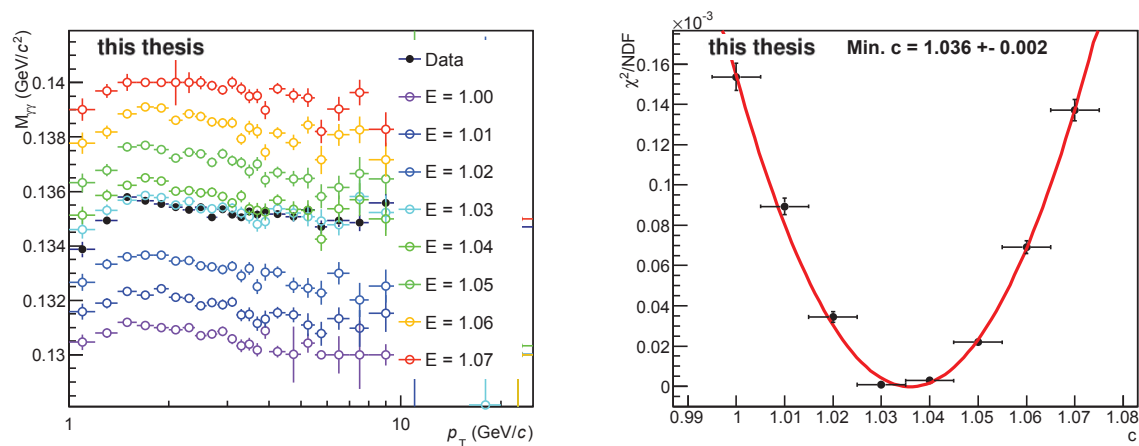 this thesis
M_γγ (GeV/c²)
0.14
0.138
0.136
0.134
0.132
0.13
1
10
p_T (GeV/c)
Data
E = 1.00
E = 1.01
E = 1.02
E = 1.03
E = 1.04
E = 1.05
E = 1.06
E = 1.07
×10⁻³
this thesis Min. c = 1.036 +- 0.002
χ²/NDF
0.16
0.14
0.12
0.1
0.08
0.06
0.04
0.02
0
0.99 1 1.01 1.02 1.03 1.04 1.05 1.06 1.07 1.08
c